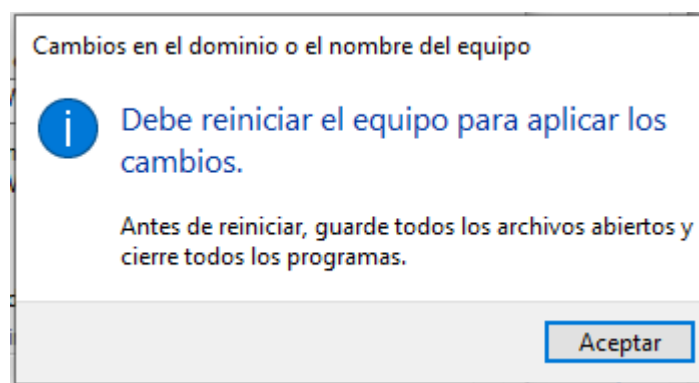 Cambios en el dominio o el nombre del equipo
Debe reiniciar el equipo para aplicar los
cambios.
Antes de reiniciar, guarde todos los archivos abiertos y
cierre todos los programas.
Aceptar